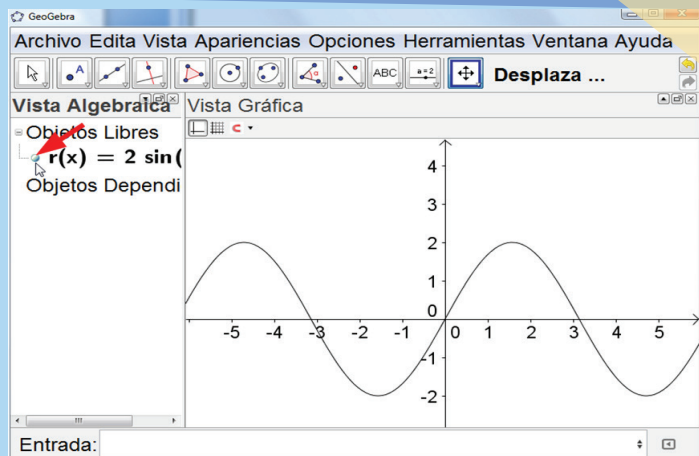 GeoGebra
Archivo Edita Vista Apariencias Opciones Herramientas Ventana Ayuda
A ABC a=2 Desplaza ...
Vista Algebraica Vista Gráfica
Objetos Libres
r(x) = 2 sin(
Objetos Dependi
4
3
2
1
0
-5 -4 -3 -2 -1 0 1 2 3 4 5
-1
-2
Entrada: